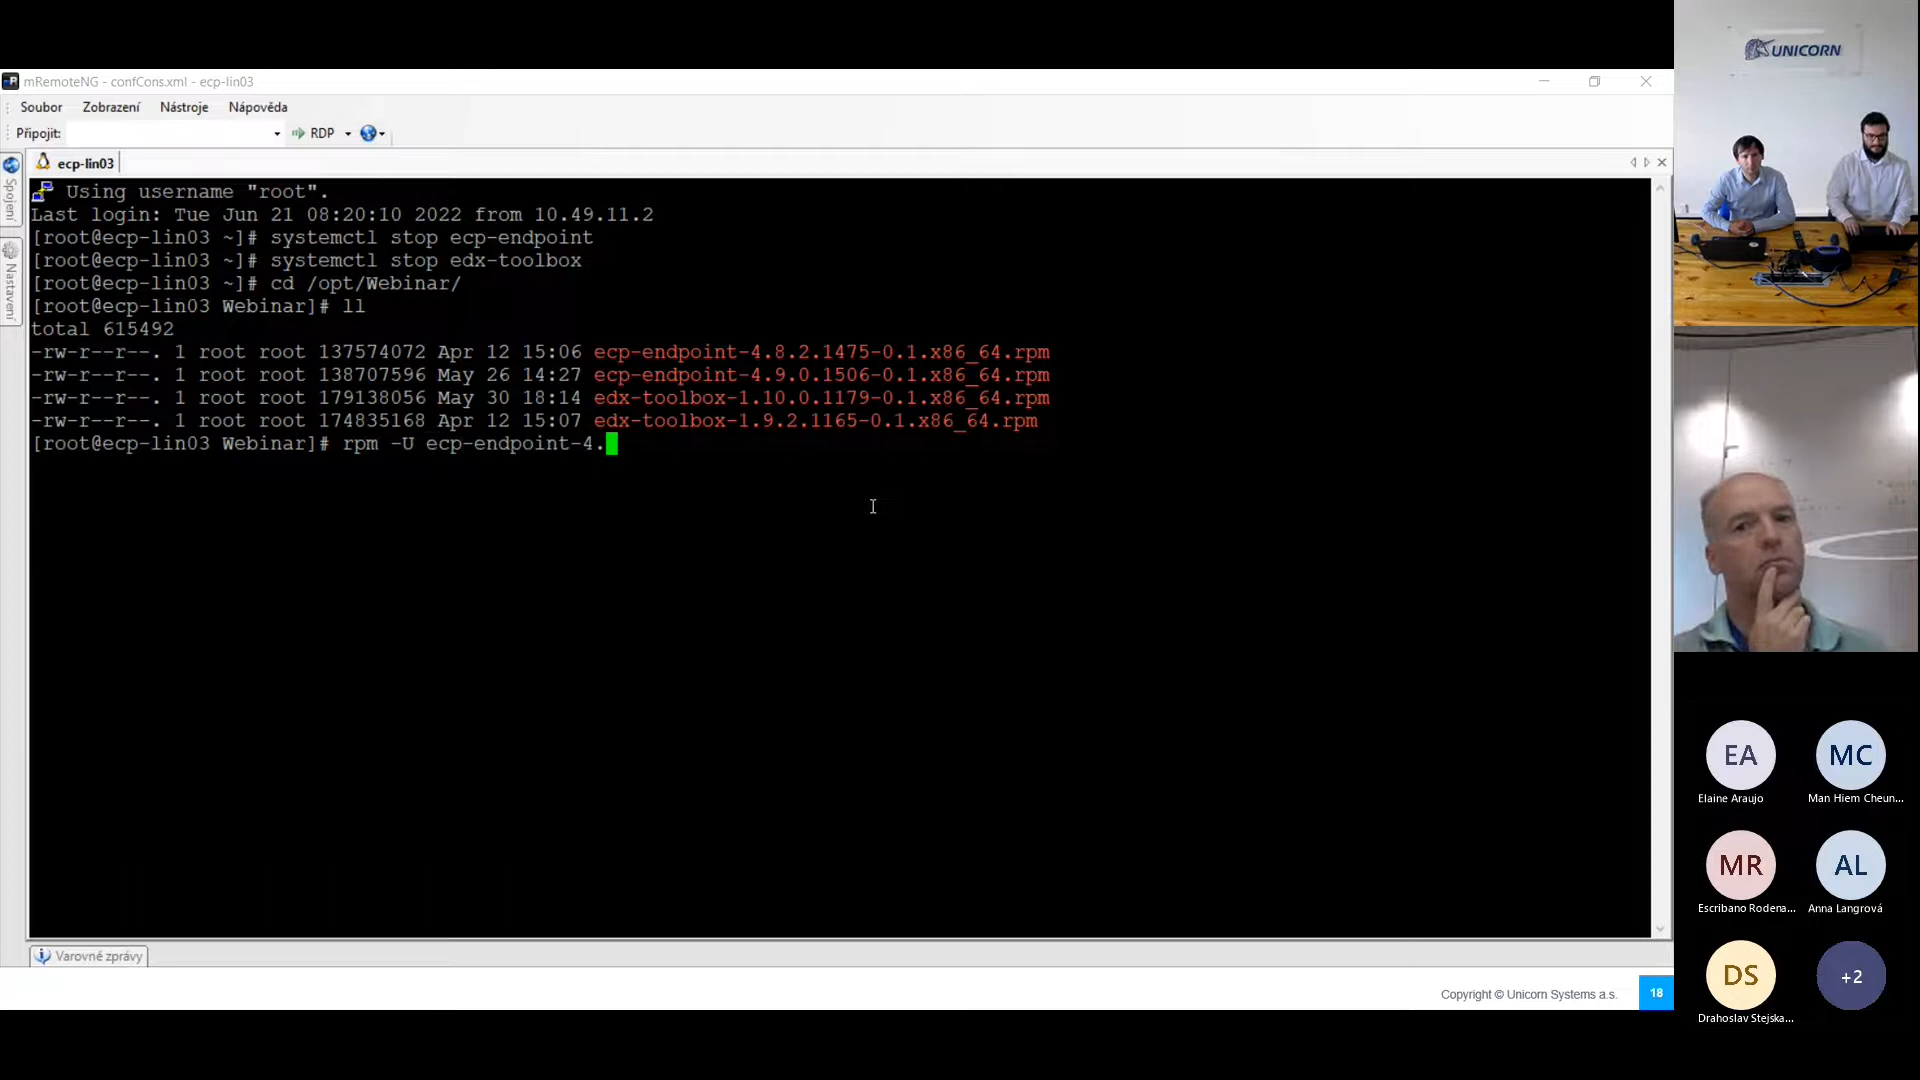 mRemoteNG - confCons.xml - ecp-lin03
Soubor Zobrazení Nástroje Nápověda
Připojit: RDP
ecp-lin03
Spojení
Nastavení
Using username "root".
Last login: Tue Jun 21 08:20:10 2022 from 10.49.11.2
[root@ecp-lin03 ~]# systemctl stop ecp-endpoint
[root@ecp-lin03 ~]# systemctl stop edx-toolbox
[root@ecp-lin03 ~]# cd /opt/Webinar/
[root@ecp-lin03 Webinar]# ll
total 615492
-rw-r--r--. 1 root root 137574072 Apr 12 15:06 ecp-endpoint-4.8.2.1475-0.1.x86_64.rpm
-rw-r--r--. 1 root root 138707596 May 26 14:27 ecp-endpoint-4.9.0.1506-0.1.x86_64.rpm
-rw-r--r--. 1 root root 179138056 May 30 18:14 edx-toolbox-1.10.0.1179-0.1.x86_64.rpm
-rw-r--r--. 1 root root 174835168 Apr 12 15:07 edx-toolbox-1.9.2.1165-0.1.x86_64.rpm
[root@ecp-lin03 Webinar]# rpm -U ecp-endpoint-4.
Varovné zprávy
Copyright © Unicorn Systems a.s. 18
UNICORN
EA MC
Elaine Araujo Man Hiem Cheun...
MR AL
Escribano Rodena... Anna Langrová
DS +2
Drahoslav Stejska...